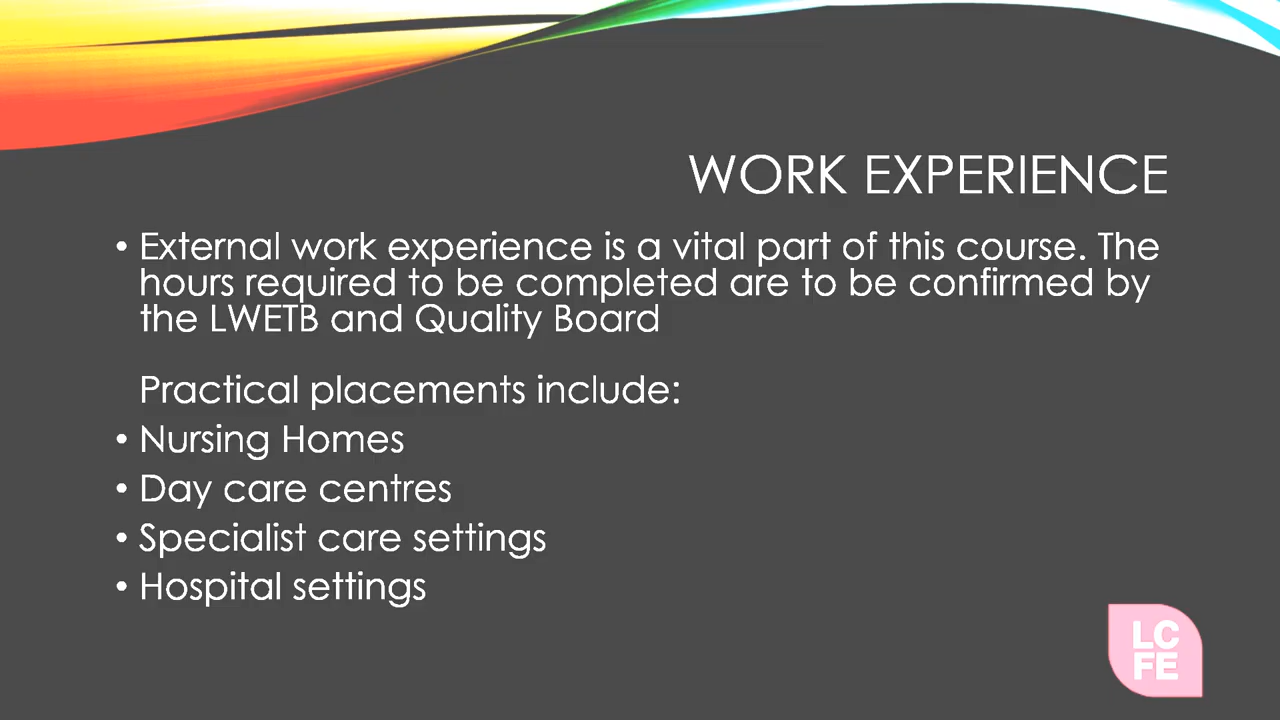 WORK EXPERIENCE
• External work experience is a vital part of this course. The
hours required to be completed are to be confirmed by
the LWETB and Quality Board
Practical placements include:
• Nursing Homes
• Day care centres
• Specialist care settings
• Hospital settings
LC
FE